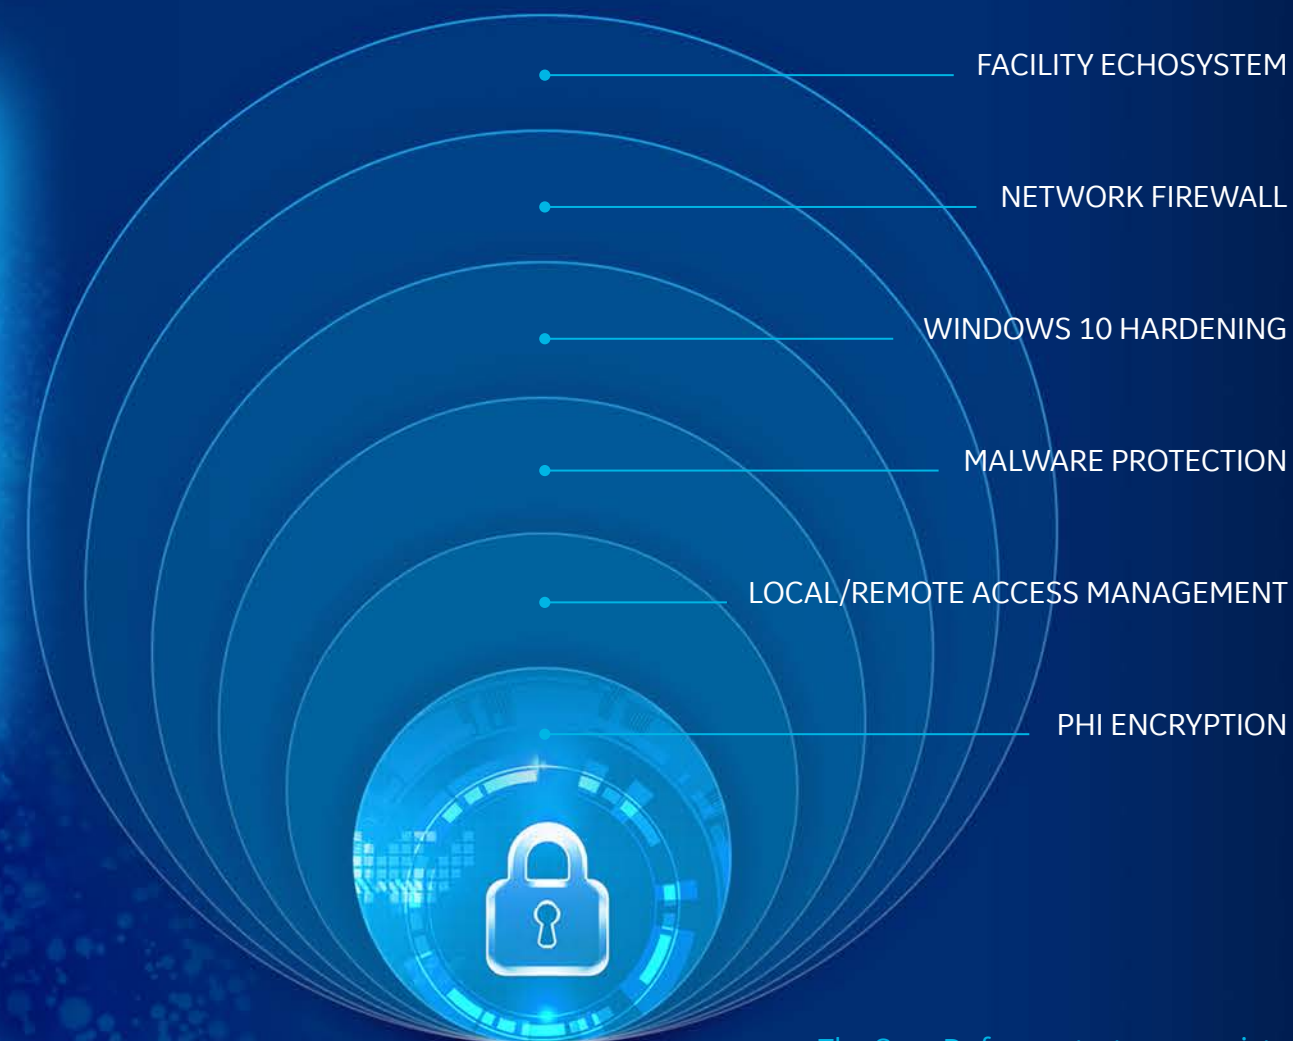 FACILITY ECHOSYSTEM
NETWORK FIREWALL
WINDOWS 10 HARDENING
MALWARE PROTECTION
LOCAL/REMOTE ACCESS MANAGEMENT
PHI ENCRYPTION